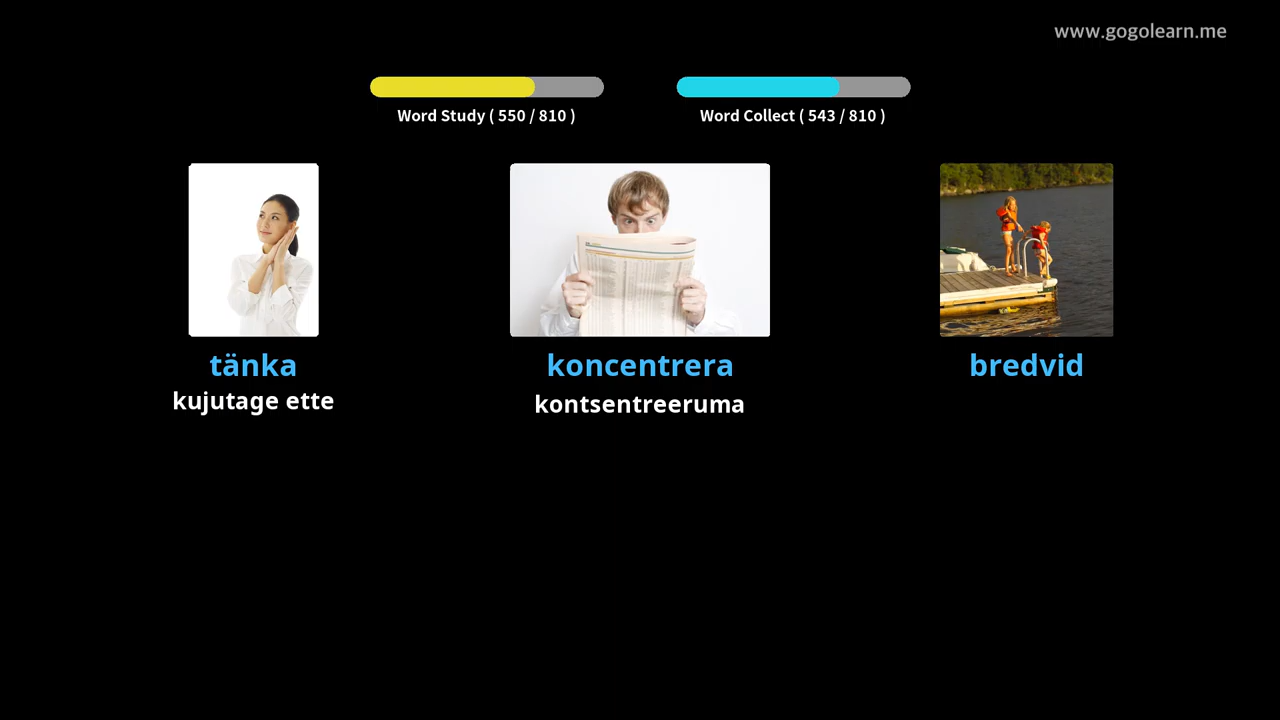 www.gogolearn.me
Word Study ( 550 / 810 )
Word Collect ( 543 / 810 )
tänka
koncentrera
bredvid
kujutage ette
kontsentreeruma